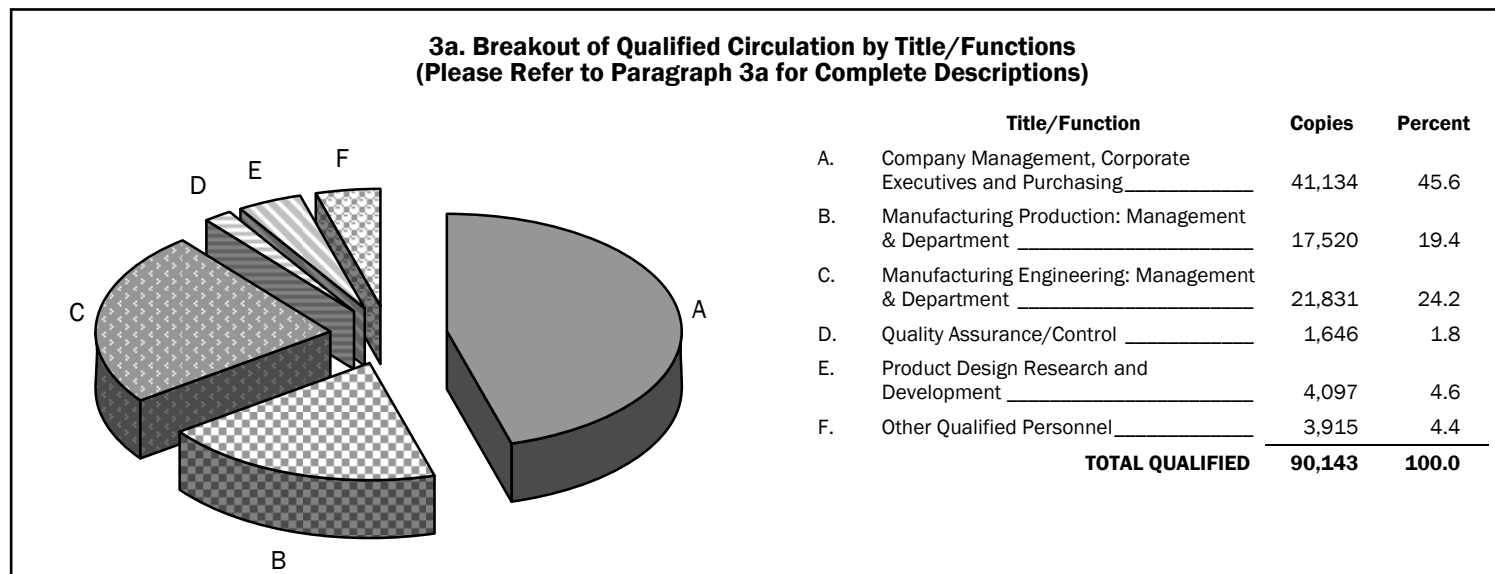 3a. Breakout of Qualified Circulation by Title/Functions
(Please Refer to Paragraph 3a for Complete Descriptions)
A
B
C
D
E
F
Title/Function Copies Percent
A. Company Management, Corporate
Executives and Purchasing____________ 41,134 45.6
B. Manufacturing Production: Management
& Department ______________________ 17,520 19.4
C. Manufacturing Engineering: Management
& Department ______________________ 21,831 24.2
D. Quality Assurance/Control ____________ 1,646 1.8
E. Product Design Research and
Development _______________________ 4,097 4.6
F. Other Qualified Personnel_____________ 3,915 4.4
TOTAL QUALIFIED 90,143 100.0